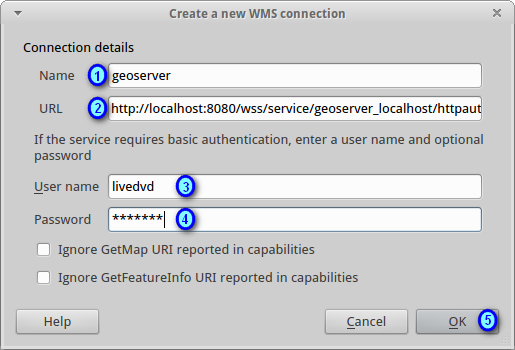 Create a new WMS connection
Connection details
Name 1 geoserver
URL 2 http://localhost:8080/wss/service/geoserver_localhost/httpaut
If the service requires basic authentication, enter a user name and optional
password
User name livedvd 3
Password ******* 4
Ignore GetMap URI reported in capabilities
Ignore GetFeatureInfo URI reported in capabilities
Help Cancel OK 5